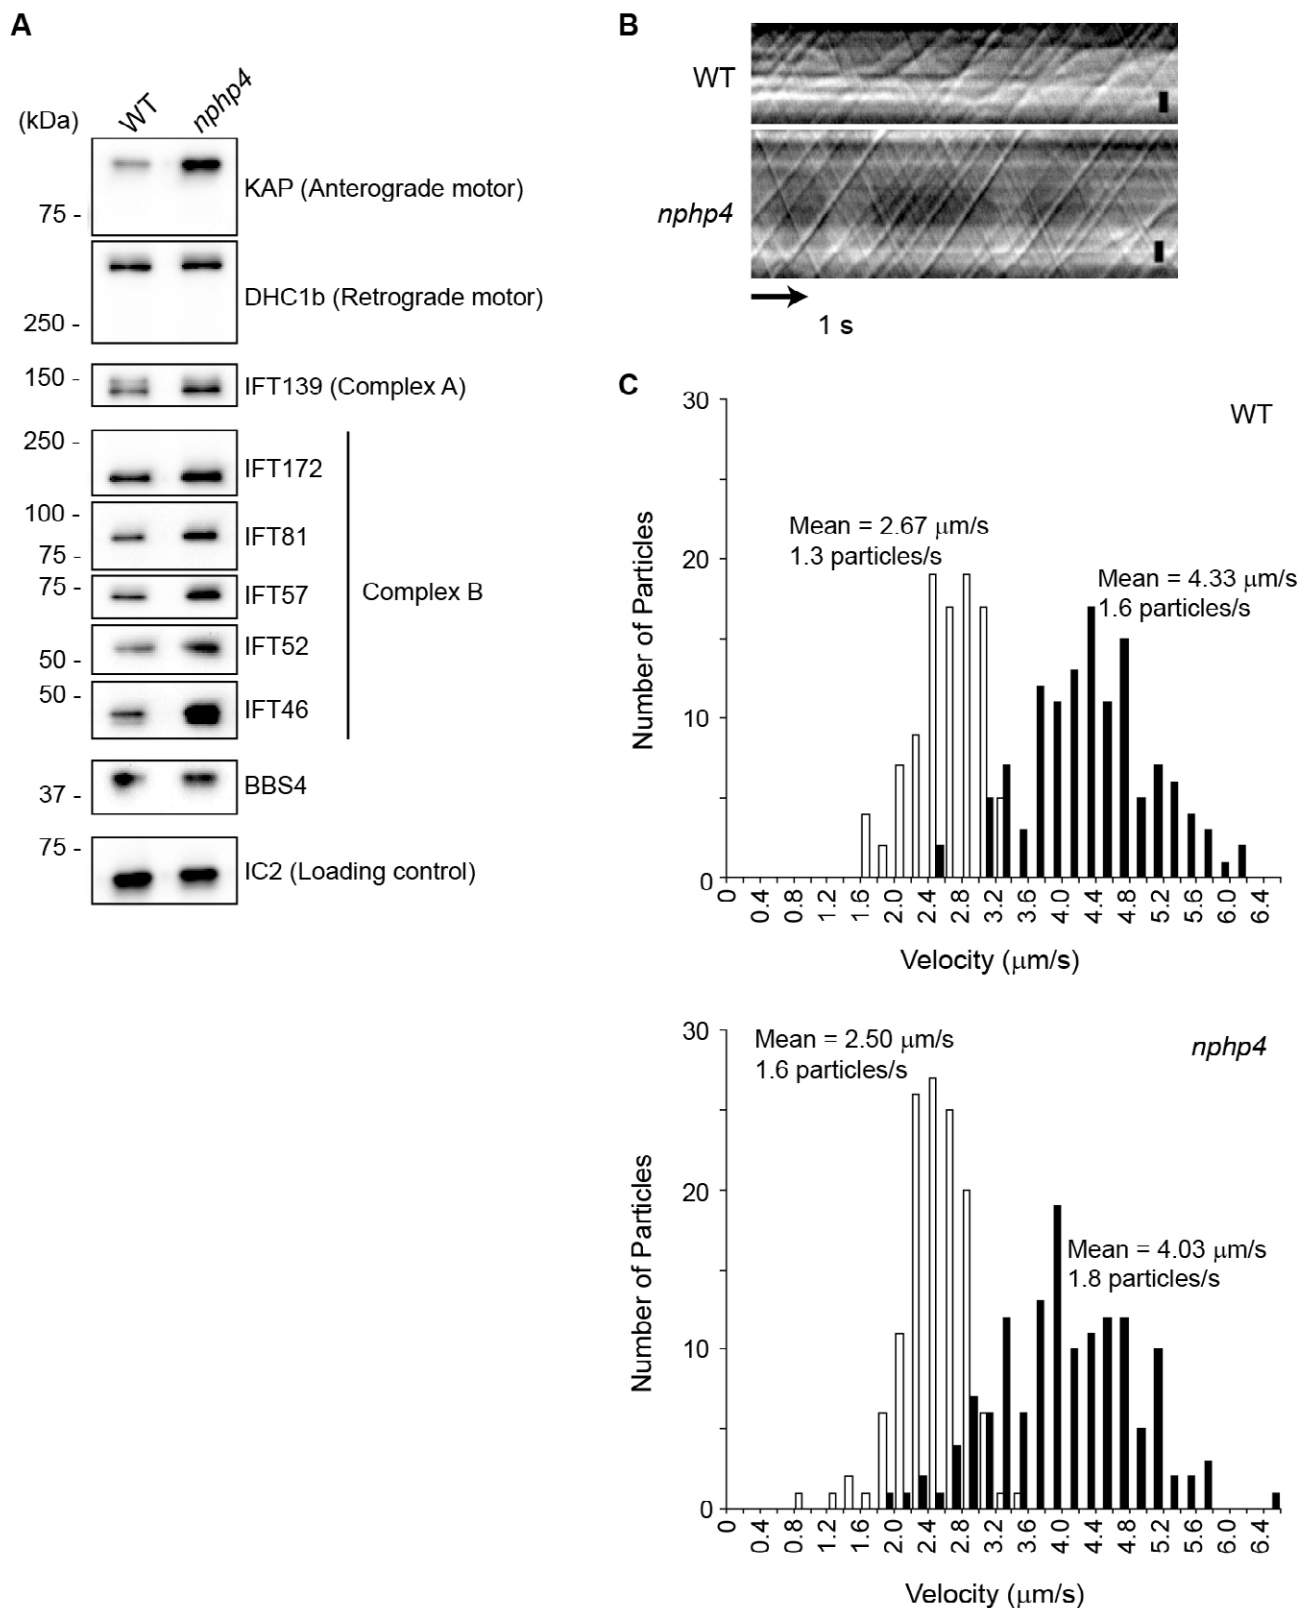 A
WT
nphp4
(kDa)
KAP (Anterograde motor)
75 -
DHC1b (Retrograde motor)
250 -
150 -
IFT139 (Complex A)
250 -
IFT172
100 -
IFT81
75 -
75 -
IFT57
Complex B
IFT52
50 -
50 -
IFT46
BBS4
37 -
75 -
IC2 (Loading control)
B
WT
nphp4
1 s
C
30
WT
Number of Particles
Mean = 2.67 μm/s
1.3 particles/s
20
Mean = 4.33 μm/s
1.6 particles/s
10
0
0 0.4 0.8 1.2 1.6 2.0 2.4 2.8 3.2 3.6 4.0 4.4 4.8 5.2 5.6 6.0 6.4
Velocity (μm/s)
30
Mean = 2.50 μm/s
1.6 particles/s
nphp4
Number of Particles
20
Mean = 4.03 μm/s
1.8 particles/s
10
0
0 0.4 0.8 1.2 1.6 2.0 2.4 2.8 3.2 3.6 4.0 4.4 4.8 5.2 5.6 6.0 6.4
Velocity (μm/s)